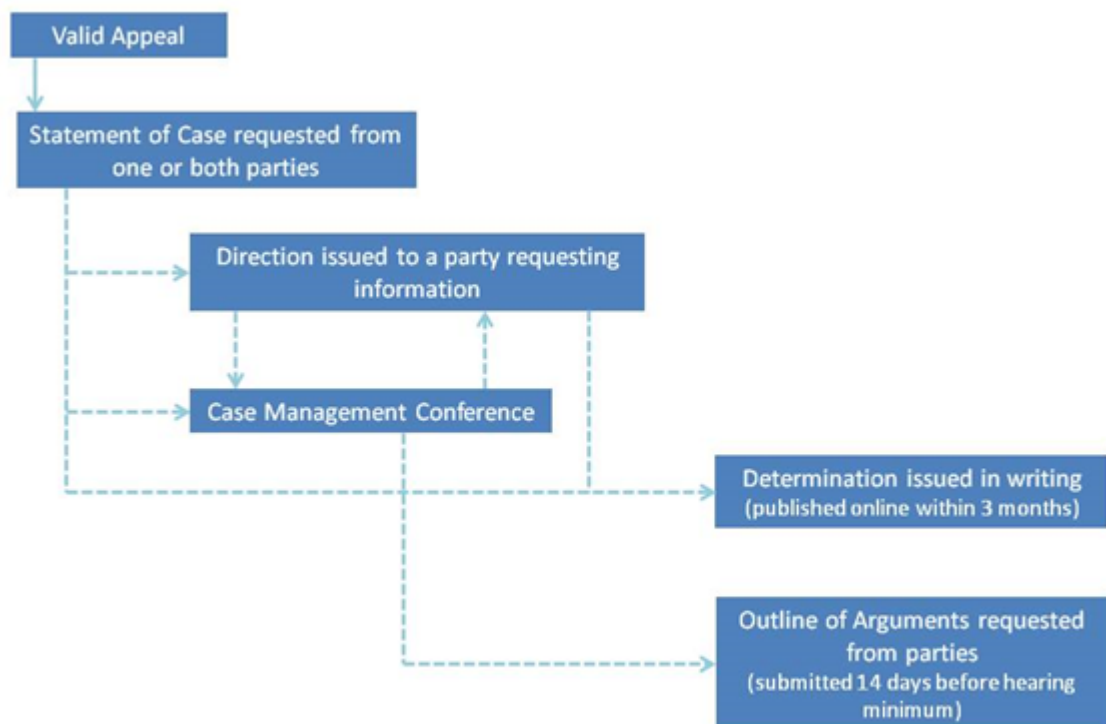 Valid Appeal
Statement of Case requested from
one or both parties
Direction issued to a party requesting
information
Case Management Conference
Determination issued in writing
(published online within 3 months)
Outline of Arguments requested
from parties
(submitted 14 days before hearing
minimum)